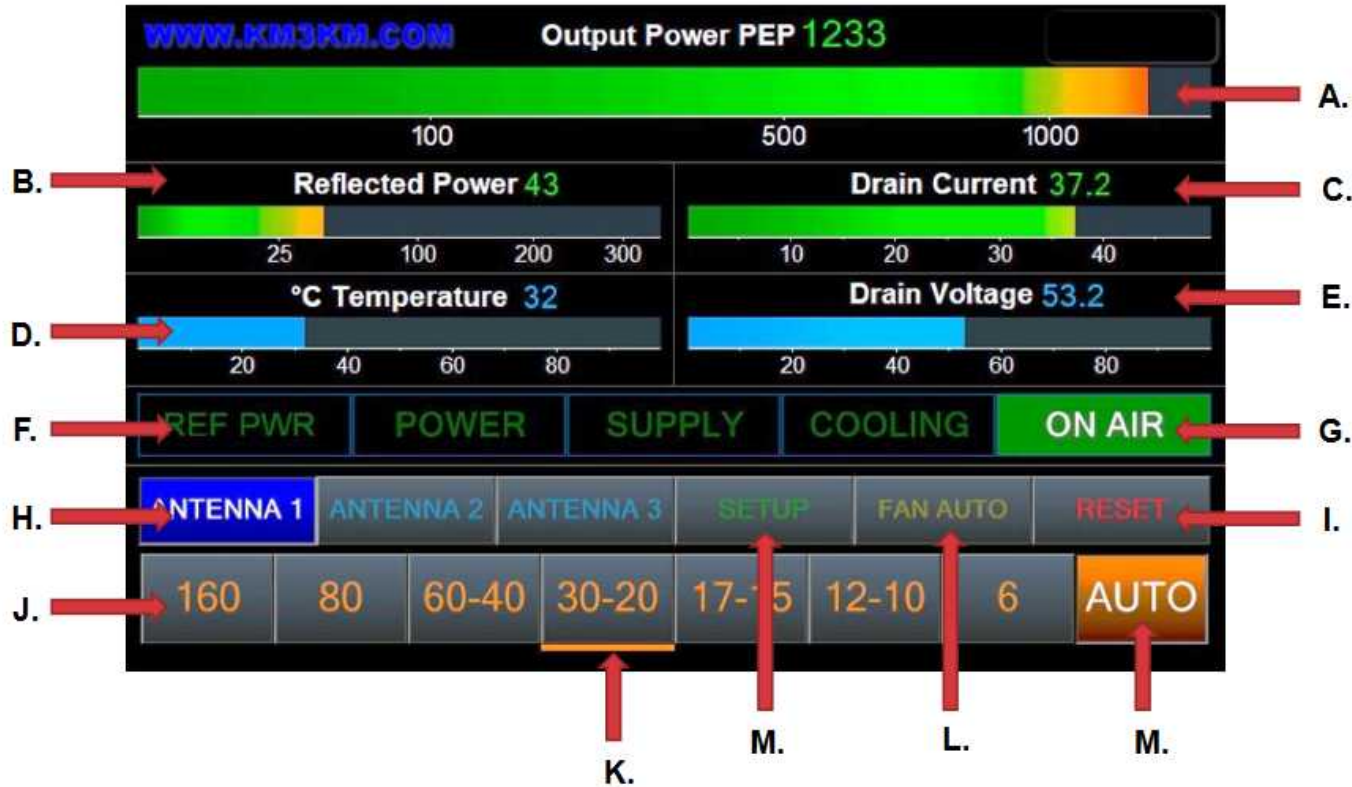 WWW.KM3KM.COM Output Power PEP 1233
A.
100 500 1000
B. Reflected Power 43 Drain Current 37.2 C.
25 100 200 300 10 20 30 40
°C Temperature 32 Drain Voltage 53.2 E.
D.
20 40 60 80 20 40 60 80
F. REF PWR POWER SUPPLY COOLING ON AIR G.
H. ANTENNA 1 ANTENNA 2 ANTENNA 3 SETUP FAN AUTO RESET I.
J. 160 80 60-40 30-20 17-15 12-10 6 AUTO
K. M. L. M.